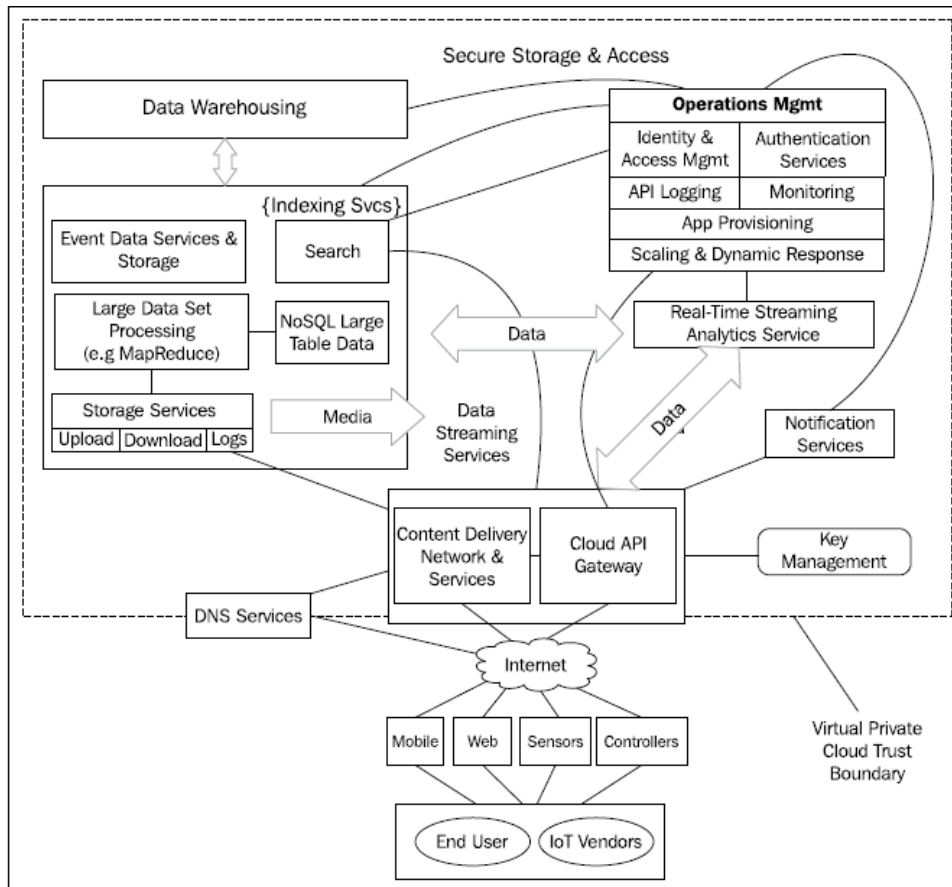 Secure Storage & Access
Data Warehousing
Operations Mgmt
Identity &
Access Mgmt
Authentication
Services
API Logging
Monitoring
App Provisioning
Scaling & Dynamic Response
{Indexing Svcs}
Event Data Services &
Storage
Search
Large Data Set
Processing
(e.g MapReduce)
NoSQL Large
Table Data
Data
Real-Time Streaming
Analytics Service
Storage Services
Upload
Download
Logs
Media
Data
Streaming
Services
Data
Notification
Services
Content Delivery
Network &
Services
Cloud API
Gateway
Key
Management
DNS Services
Internet
Mobile
Web
Sensors
Controllers
Virtual Private
Cloud Trust
Boundary
End User
IoT Vendors